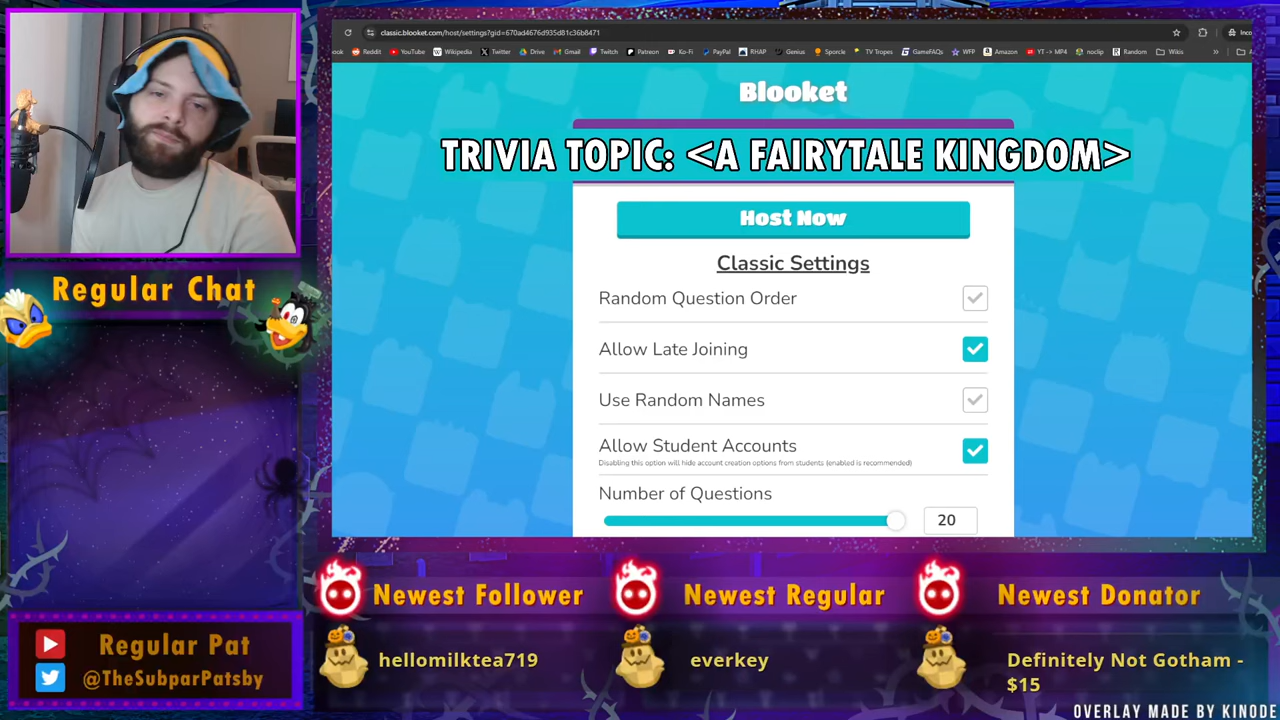 classic.blooket.com/host/settings?gid=670ad4676d935d81c36b8471
ook Reddit YouTube Wikipedia Twitter Drive Gmail Twitch Patreon Ko-Fi PayPal RHAP Genius Sporcle TV Tropes GameFAQs WFP Amazon YT -> MP4 noclip Random Wikis »
Blooket
TRIVIA TOPIC: <A FAIRYTALE KINGDOM>
Host Now
Classic Settings
Random Question Order
Allow Late Joining
Use Random Names
Allow Student Accounts
Disabling this option will hide account creation options from students (enabled is recommended)
Number of Questions
20
Regular Chat
Regular Pat
@TheSubparPatsby
Newest Follower
hellomilktea719
Newest Regular
everkey
Newest Donator
Definitely Not Gotham -
$15
OVERLAY MADE BY KINODE